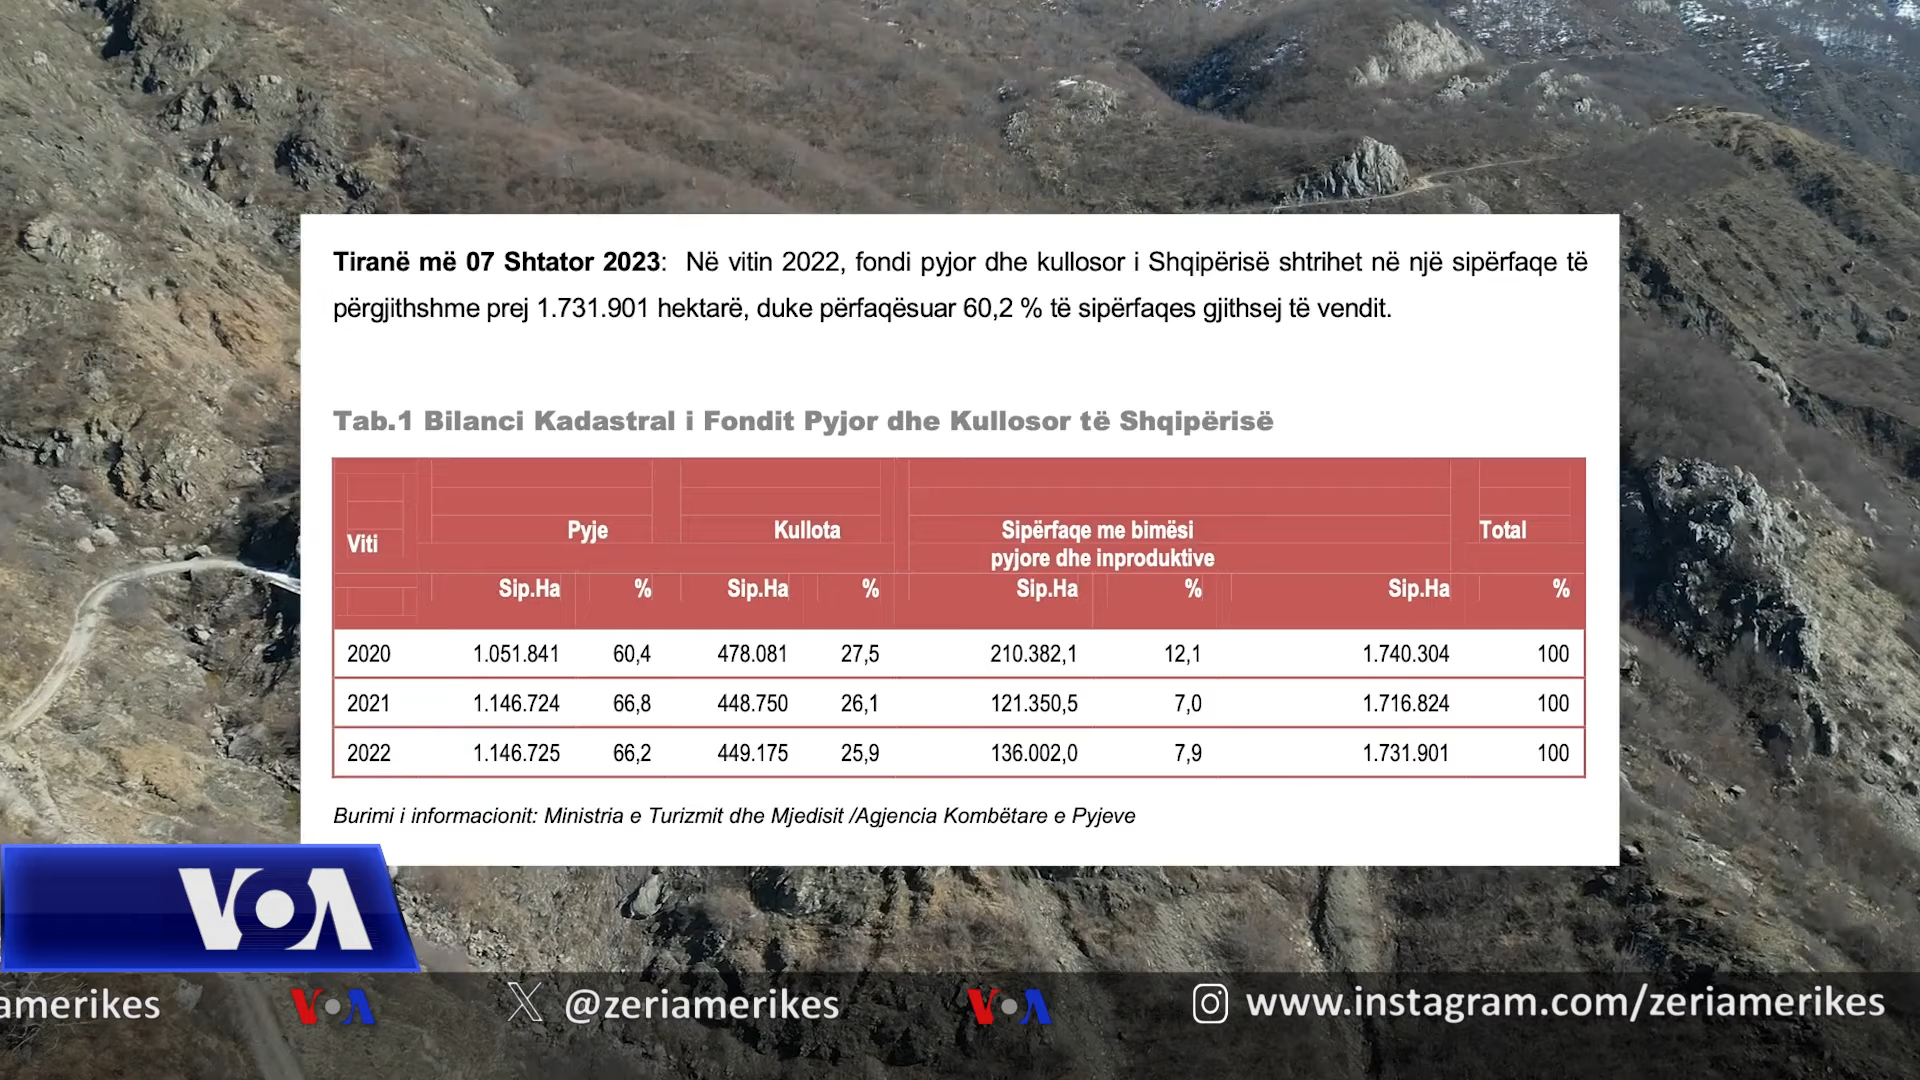 Tiranë më 07 Shtator 2023: Në vitin 2022, fondi pyjor dhe kullosor i Shqipërisë shtrihet në një sipërfaqe të
përgjithshme prej 1.731.901 hektarë, duke përfaqësuar 60,2 % të sipërfaqes gjithsej të vendit.
Tab.1 Bilanci Kadastral i Fondit Pyjor dhe Kullosor të Shqipërisë
Viti Pyje Kullota Sipërfaqe me bimësi Total
pyjore dhe inproduktive
Sip.Ha % Sip.Ha % Sip.Ha % Sip.Ha %
2020 1.051.841 60,4 478.081 27,5 210.382,1 12,1 1.740.304 100
2021 1.146.724 66,8 448.750 26,1 121.350,5 7,0 1.716.824 100
2022 1.146.725 66,2 449.175 25,9 136.002,0 7,9 1.731.901 100
Burimi i informacionit: Ministria e Turizmit dhe Mjedisit /Agjencia Kombëtare e Pyjeve
VOA
amerikes VOA @zeriamerikes VOA www.instagram.com/zeriamerikes